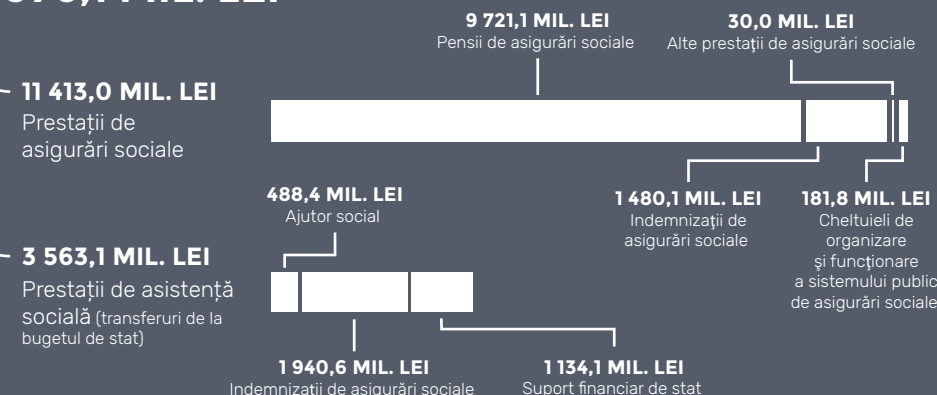 MIL. LEI
9 721,1 MIL. LEI
Pensii de asigurări sociale
30,0 MIL. LEI
Alte prestații de asigurări sociale
11 413,0 MIL. LEI
Prestații de
asigurări sociale
1 480,1 MIL. LEI
Indemnizații de
asigurări sociale
181,8 MIL. LEI
Cheltuieli de
organizare
și funcționare
a sistemului public
de asigurări sociale
488,4 MIL. LEI
Ajutor social
3 563,1 MIL. LEI
Prestații de asistență
socială (transferuri de la
bugetul de stat)
1 940,6 MIL. LEI
Indemnizații de asigurări sociale
1 134,1 MIL. LEI
Suport financiar de stat